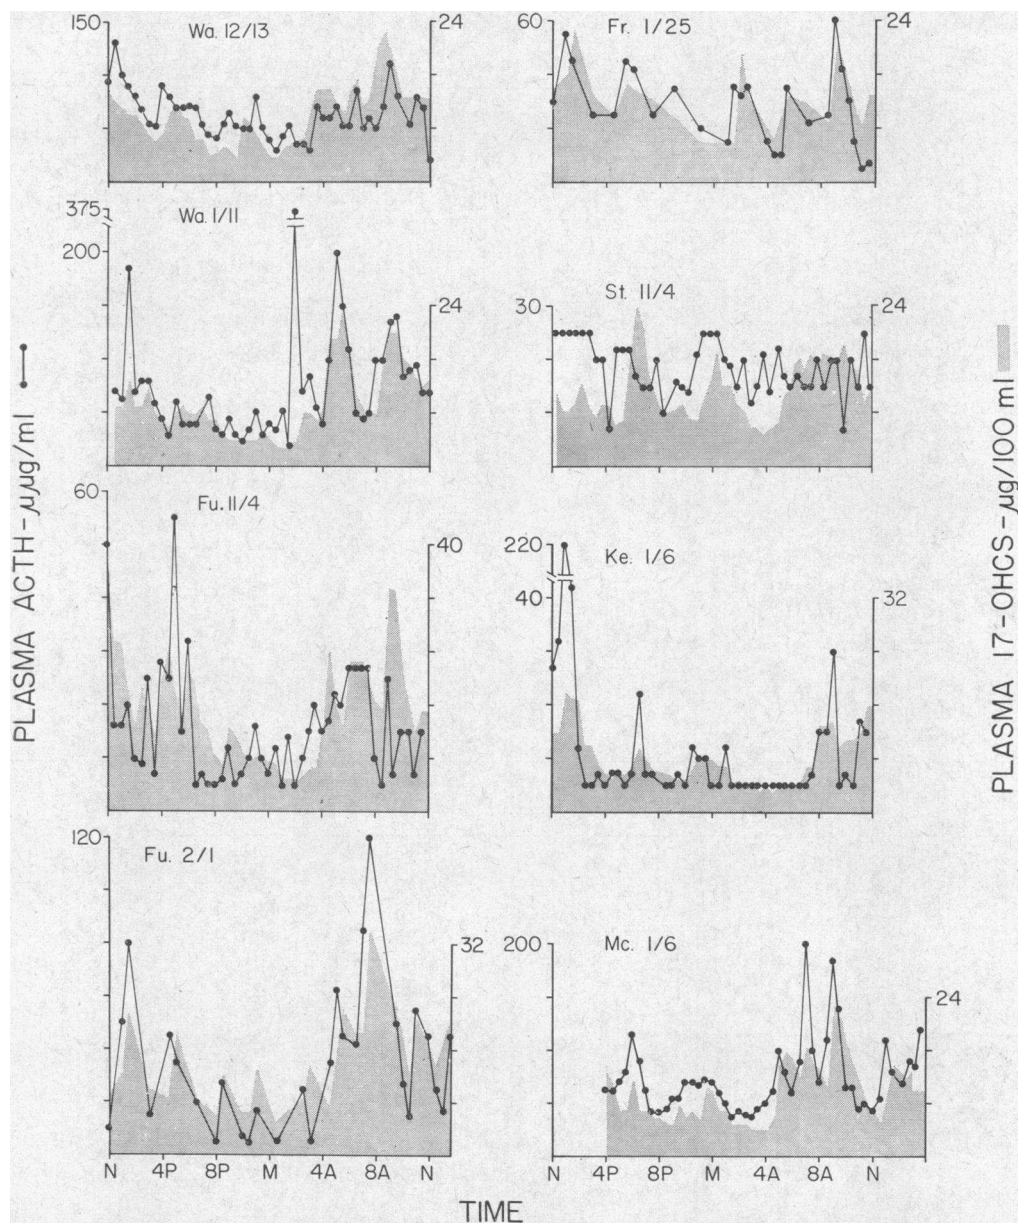 150
Wa. 12/13
24
60
Fr. 1/25
24
375
Wa. 1/11
200
24
30
St. 11/4
24
60
Fu. 11/4
40
220
Ke. 1/6
40
32
120
Fu. 2/1
32
200
Mc. 1/6
24
N 4P 8P M 4A 8A N
4P 8P M 4A 8A N
TIME
PLASMA ACTH-μμg/ml
PLASMA 17-OHCS-μg/100 ml